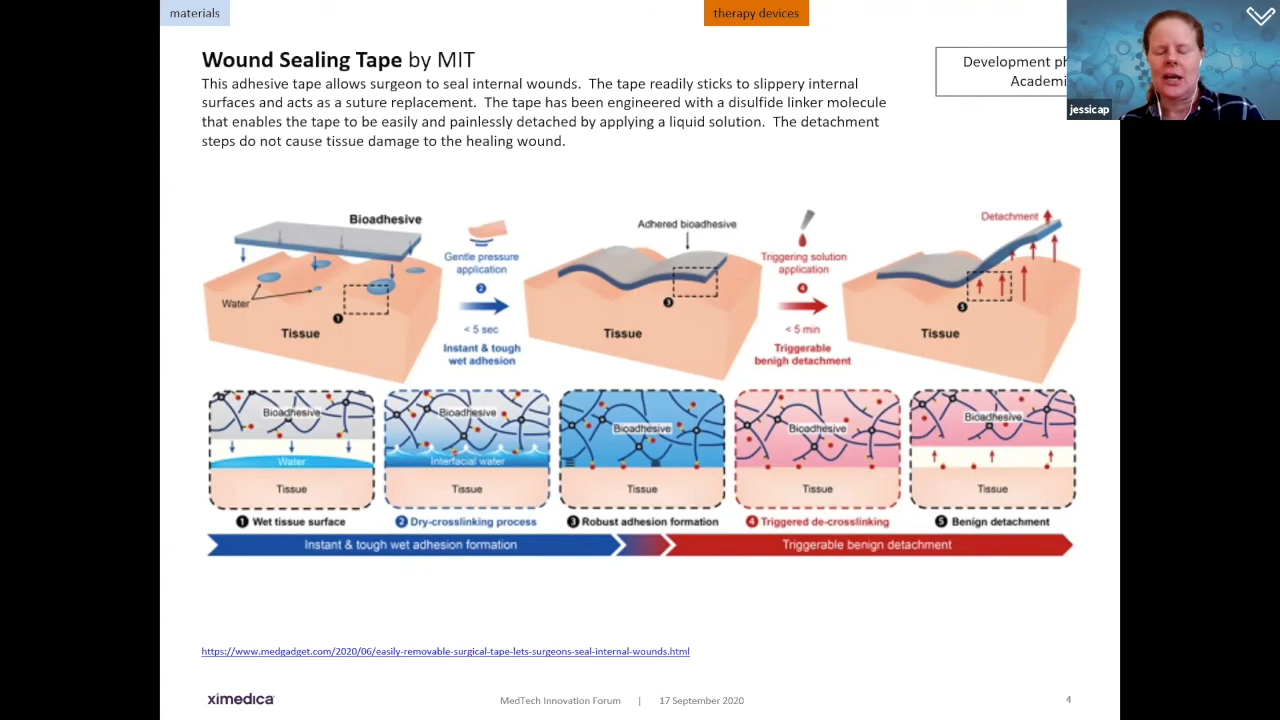 materials
therapy devices
Wound Sealing Tape by MIT
This adhesive tape allows surgeon to seal internal wounds. The tape readily sticks to slippery internal
surfaces and acts as a suture replacement. The tape has been engineered with a disulfide linker molecule
that enables the tape to be easily and painlessly detached by applying a liquid solution. The detachment
steps do not cause tissue damage to the healing wound.
Development ph
Academi
jessicap
Bioadhesive
Water
1
Tissue
Gentle pressure
application
2
< 5 sec
Instant & tough
wet adhesion
Adhered bioadhesive
3
Tissue
Triggering solution
application
4
< 5 min
Triggerable
benigh detachment
Detachment
5
Tissue
Bioadhesive
Water
Tissue
Bioadhesive
Interfacial water
Tissue
Bioadhesive
Tissue
Bioadhesive
Tissue
Bioadhesive
Tissue
1 Wet tissue surface
2 Dry-crosslinking process
3 Robust adhesion formation
4 Triggered de-crosslinking
5 Benign detachment
Instant & tough wet adhesion formation
Triggerable benign detachment
https://www.medgadget.com/2020/06/easily-removable-surgical-tape-lets-surgeons-seal-internal-wounds.html
ximedica
MedTech Innovation Forum | 17 September 2020
4